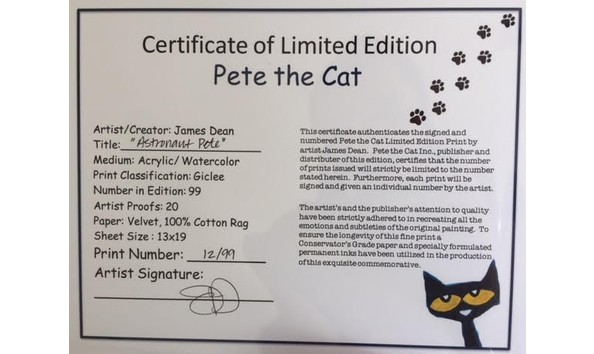 Certificate of Limited Edition
Pete the Cat
Artist/Creator: James Dean
Title: "Astronaut Pete"
Medium: Acrylic/ Watercolor
Print Classification: Giclee
Number in Edition: 99
Artist Proofs: 20
Paper: Velvet, 100% Cotton Rag
Sheet Size : 13x19
Print Number: 12/99
Artist Signature:
This certificate authenticates the signed and
numbered Pete the Cat Limited Edition Print by
artist James Dean. Pete the Cat Inc., publisher and
distributer of this edition, certifies that the number
of prints issued will strictly be limited to the number
stated herein. Furthermore, each print will be
signed and given an individual number by the artist.
The artist's and the publisher's attention to quality
have been strictly adhered to in recreating all the
emotions and subtleties of the original painting. To
ensure the longevity of this fine print a
Conservator's Grade paper and specially formulated
permanent inks have been utilized in the production
of this exquisite commemorative.